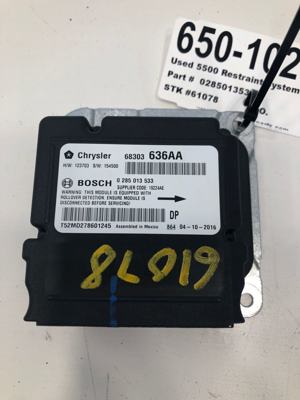 650-102
Used 5500 Restraint System
Part # 0285013533
STK #61078
Chrysler 68303 636AA
H/W: 123703 S/W: 154500
BOSCH 0 285 013 533
SUPPLIER CODE: 19224AE
WARNING: THIS MODULE IS EQUIPPED WITH
ROLLOVER DETECTION. ENSURE MODULE IS
DISCONNECTED BEFORE SERVICING.
DP
T52MD278601245 Assembled in Mexico 864 04-10-2016
61078